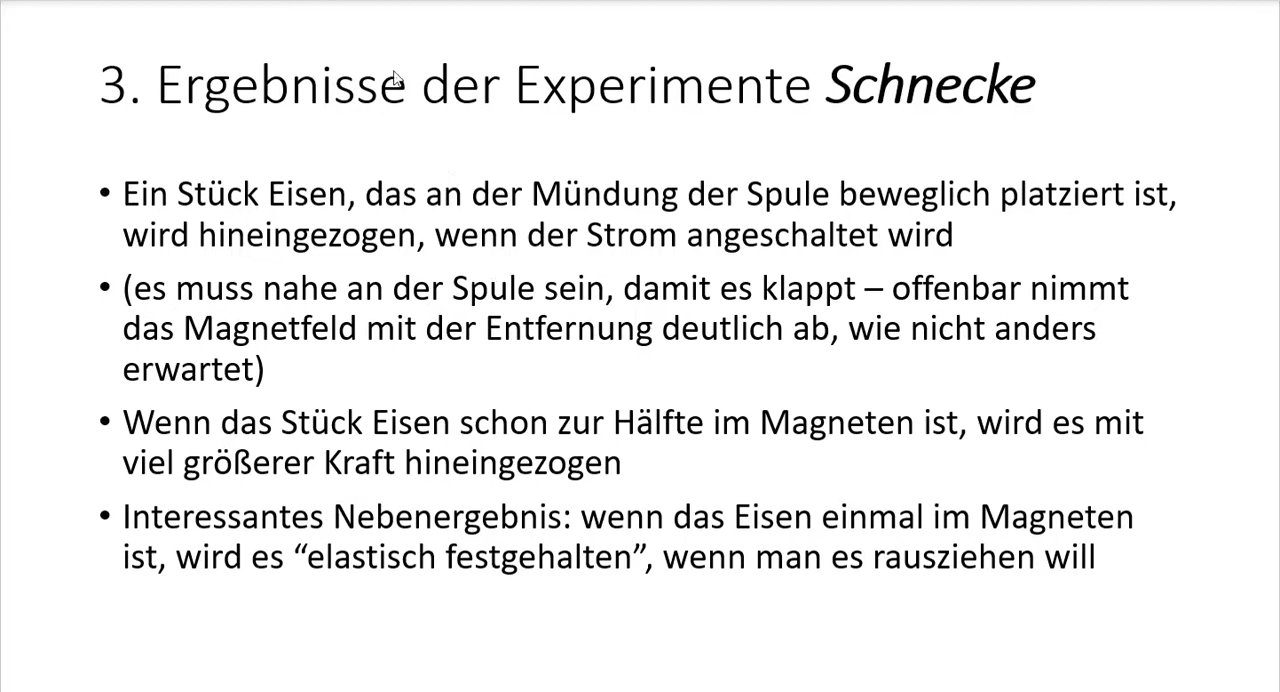 3. Ergebnisse der Experimente Schnecke
• Ein Stück Eisen, das an der Mündung der Spule beweglich platziert ist,
wird hineingezogen, wenn der Strom angeschaltet wird
• (es muss nahe an der Spule sein, damit es klappt – offenbar nimmt
das Magnetfeld mit der Entfernung deutlich ab, wie nicht anders
erwartet)
• Wenn das Stück Eisen schon zur Hälfte im Magneten ist, wird es mit
viel größerer Kraft hineingezogen
• Interessantes Nebenergebnis: wenn das Eisen einmal im Magneten
ist, wird es “elastisch festgehalten”, wenn man es rausziehen will